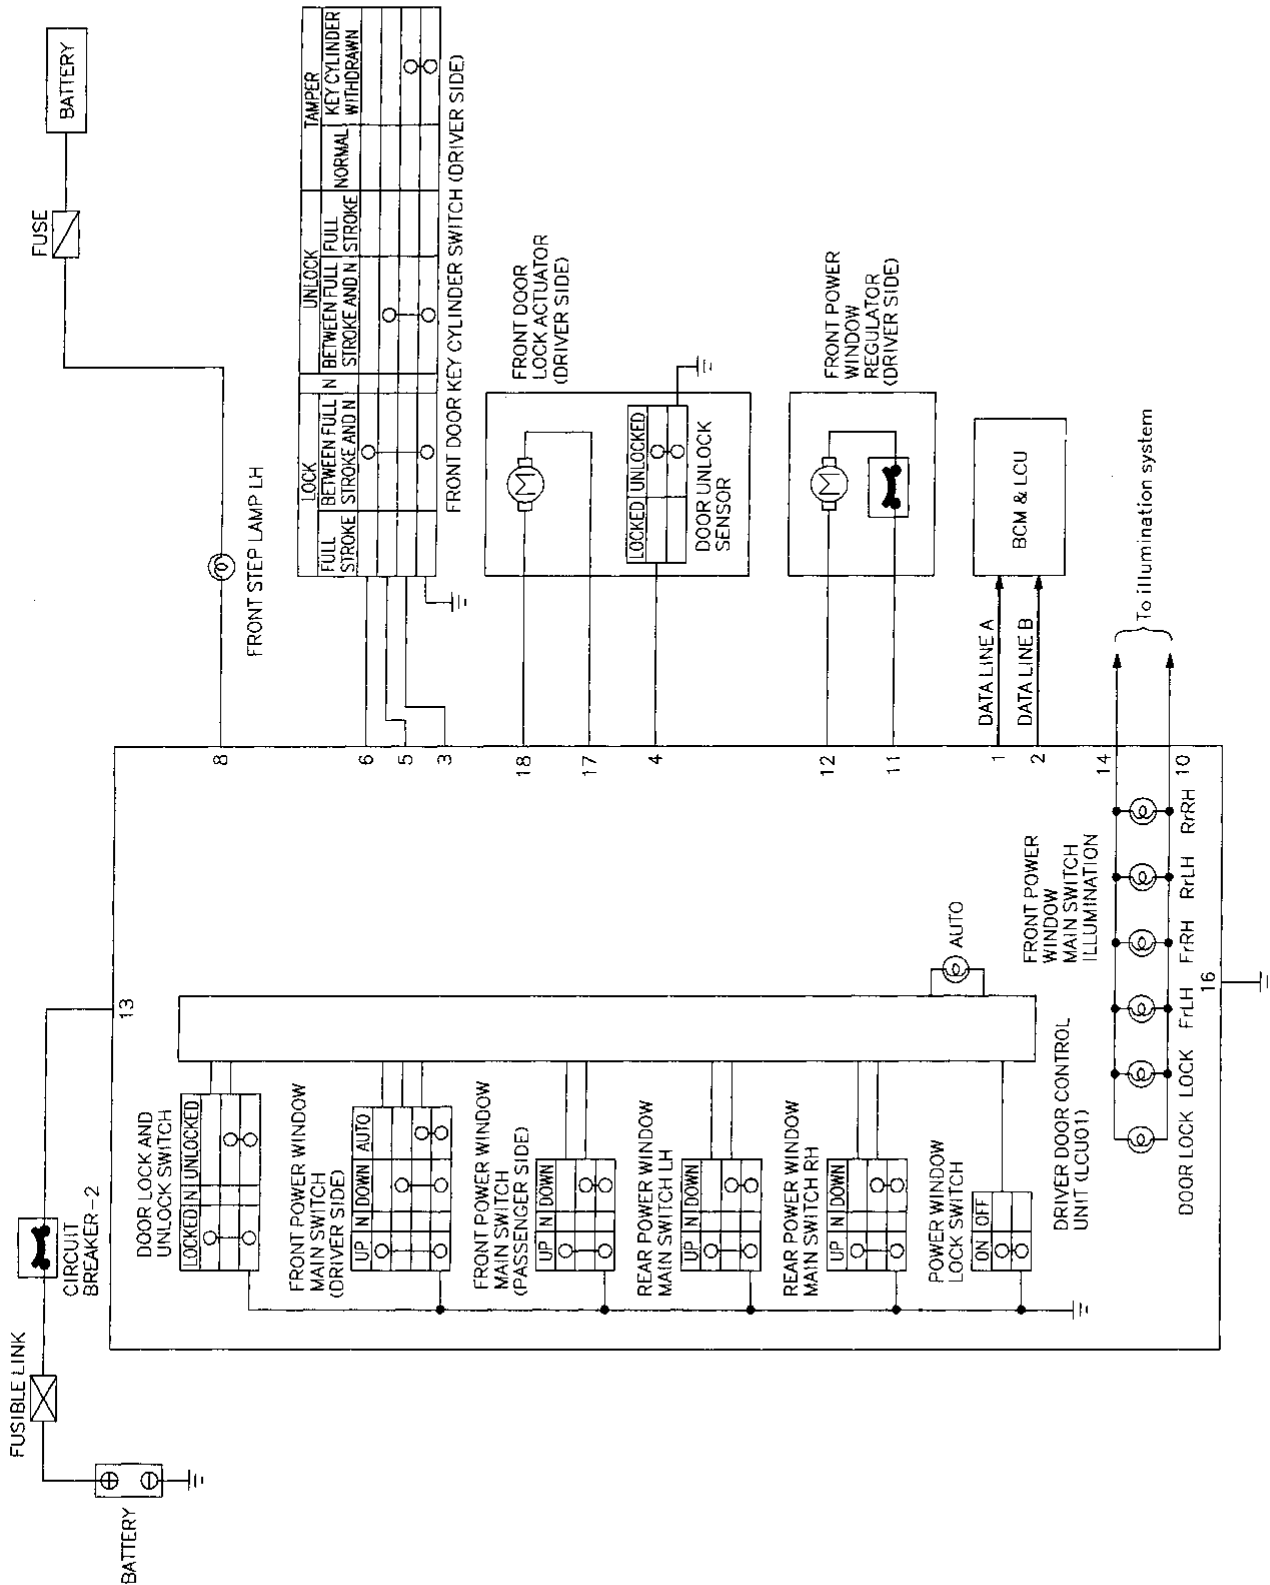 BATTERY
FUSIBLE LINK
CIRCUIT
BREAKER-2
13
DOOR LOCK AND
UNLOCK SWITCH
LOCKED N UNLOCKED
FRONT POWER WINDOW
MAIN SWITCH
(DRIVER SIDE)
UP N DOWN AUTO
FRONT POWER WINDOW
MAIN SWITCH
(PASSENGER SIDE)
UP N DOWN
REAR POWER WINDOW
MAIN SWITCH LH
UP N DOWN
REAR POWER WINDOW
MAIN SWITCH RH
UP N DOWN
POWER WINDOW
LOCK SWITCH
ON OFF
AUTO
DRIVER DOOR CONTROL
UNIT (LCU01)
FRONT POWER
WINDOW
MAIN SWITCH
ILLUMINATION
DOOR LOCK LOCK FrLH FrRH RrLH RrRH
16
8
6
5
3
18
17
4
12
11
1
2
14
10
FRONT STEP LAMP LH
FUSE
BATTERY
LOCK N UNLOCK TAMPER
FULL
STROKE
BETWEEN FULL
STROKE AND N
BETWEEN FULL
STROKE AND N
FULL
STROKE
NORMAL
KEY CYLINDER
WITHDRAWN
FRONT DOOR KEY CYLINDER SWITCH (DRIVER SIDE)
FRONT DOOR
LOCK ACTUATOR
(DRIVER SIDE)
M
LOCKED UNLOCKED
DOOR UNLOCK
SENSOR
FRONT POWER
WINDOW
REGULATOR
(DRIVER SIDE)
M
DATA LINE A
DATA LINE B
BCM & LCU
To illumination system